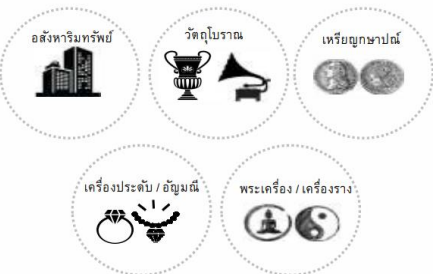 อสังหาริมทรัพย์
วัตถุโบราณ
เหรียญกษาปณ์
เครื่องประดับ / อัญมณี
พระเครื่อง / เครื่องราง